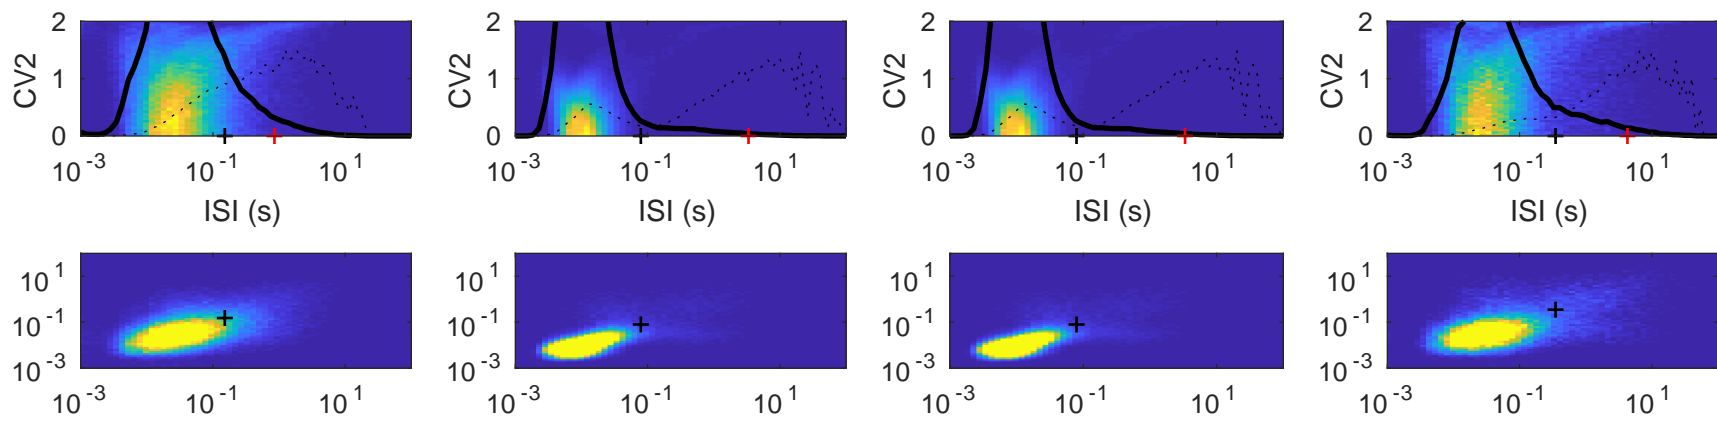 2 2 2 2
CV2 1 CV2 1 CV2 1 CV2 1
0 0 0 0
10^-3 10^-1 10^1 10^-3 10^-1 10^1 10^-3 10^-1 10^1 10^-3 10^-1 10^1
ISI (s) ISI (s) ISI (s) ISI (s)
10^1 10^1 10^1 10^1
10^-1 10^-1 10^-1 10^-1
10^-3 10^-3 10^-3 10^-3
10^-3 10^-1 10^1 10^-3 10^-1 10^1 10^-3 10^-1 10^1 10^-3 10^-1 10^1